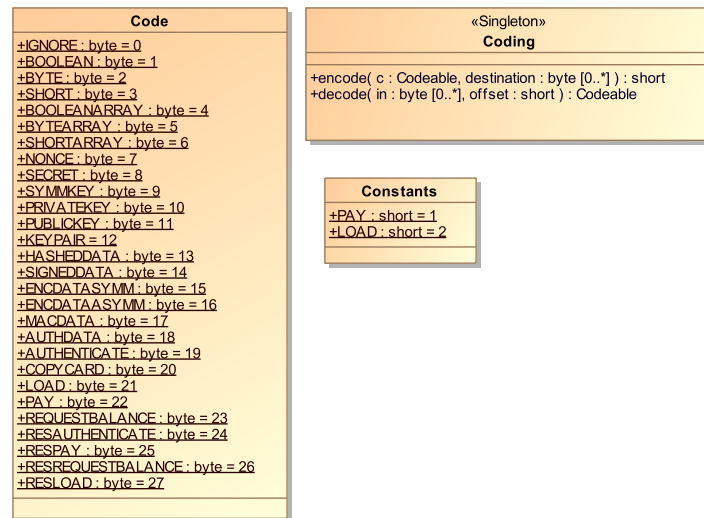 Code
+IGNORE : byte = 0
+BOOLEAN : byte = 1
+BYTE : byte = 2
+SHORT : byte = 3
+BOOLEANARRAY : byte = 4
+BYTEARRAY : byte = 5
+SHORTARRAY : byte = 6
+NONCE : byte = 7
+SECRET : byte = 8
+SYMMKEY : byte = 9
+PRIVATEKEY : byte = 10
+PUBLICKEY : byte = 11
+KEYPAIR = 12
+HASHEDDATA : byte = 13
+SIGNEDDATA : byte = 14
+ENCDATASYMM : byte = 15
+ENCDATAASYMM : byte = 16
+MACDATA : byte = 17
+AUTHDATA : byte = 18
+AUTHENTICATE : byte = 19
+COPYCARD : byte = 20
+LOAD : byte = 21
+PAY : byte = 22
+REQUESTBALANCE : byte = 23
+RESAUTHENTICATE : byte = 24
+RESPAY : byte = 25
+RESREQUESTBALANCE : byte = 26
+RESLOAD : byte = 27
«Singleton»
Coding
+encode( c : Codeable, destination : byte [0..*] ) : short
+decode( in : byte [0..*], offset : short ) : Codeable
Constants
+PAY : short = 1
+LOAD : short = 2